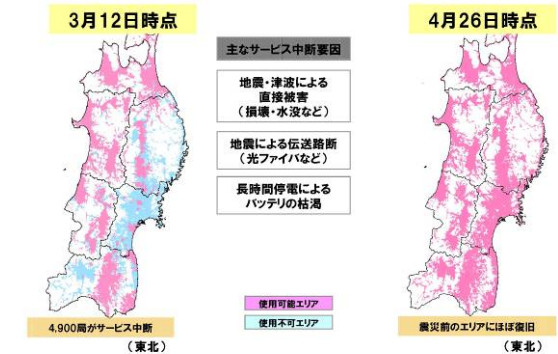 3月12日時点
4月26日時点
主なサービス中断要因
地震・津波による
直接被害
(損壊・水没など)
地震による伝送路断
(光ファイバなど)
長時間停電による
バッテリの枯渇
使用可能エリア
使用不可エリア
4,900局がサービス中断
(東北)
震災前のエリアにほぼ復旧
(東北)